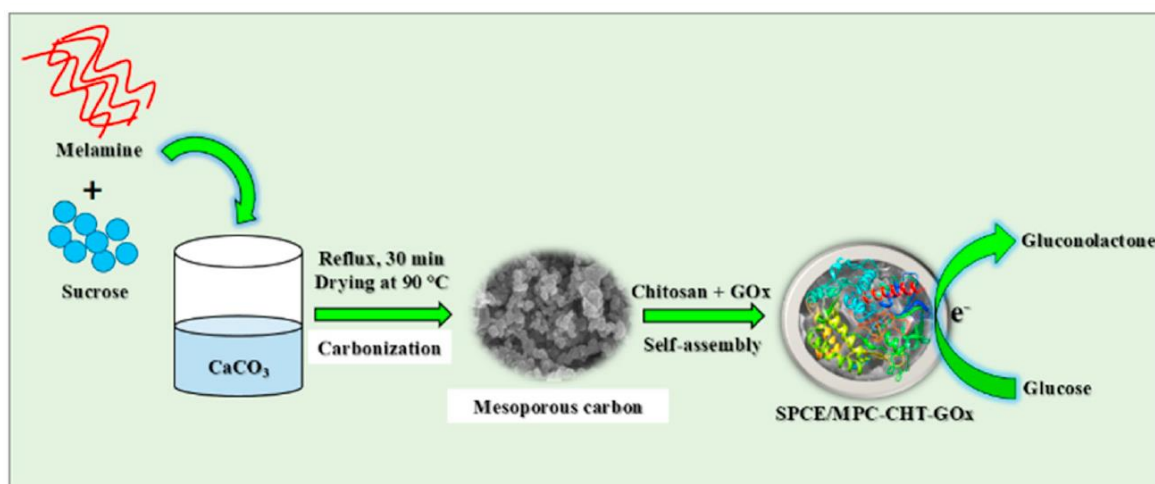 Melamine
+
Sucrose
CaCO₃
Reflux, 30 min
Drying at 90 °C
Carbonization
Mesoporous carbon
Chitosan + GOx
Self-assembly
Gluconolactone
e⁻
Glucose
SPCE/MPC-CHT-GOx